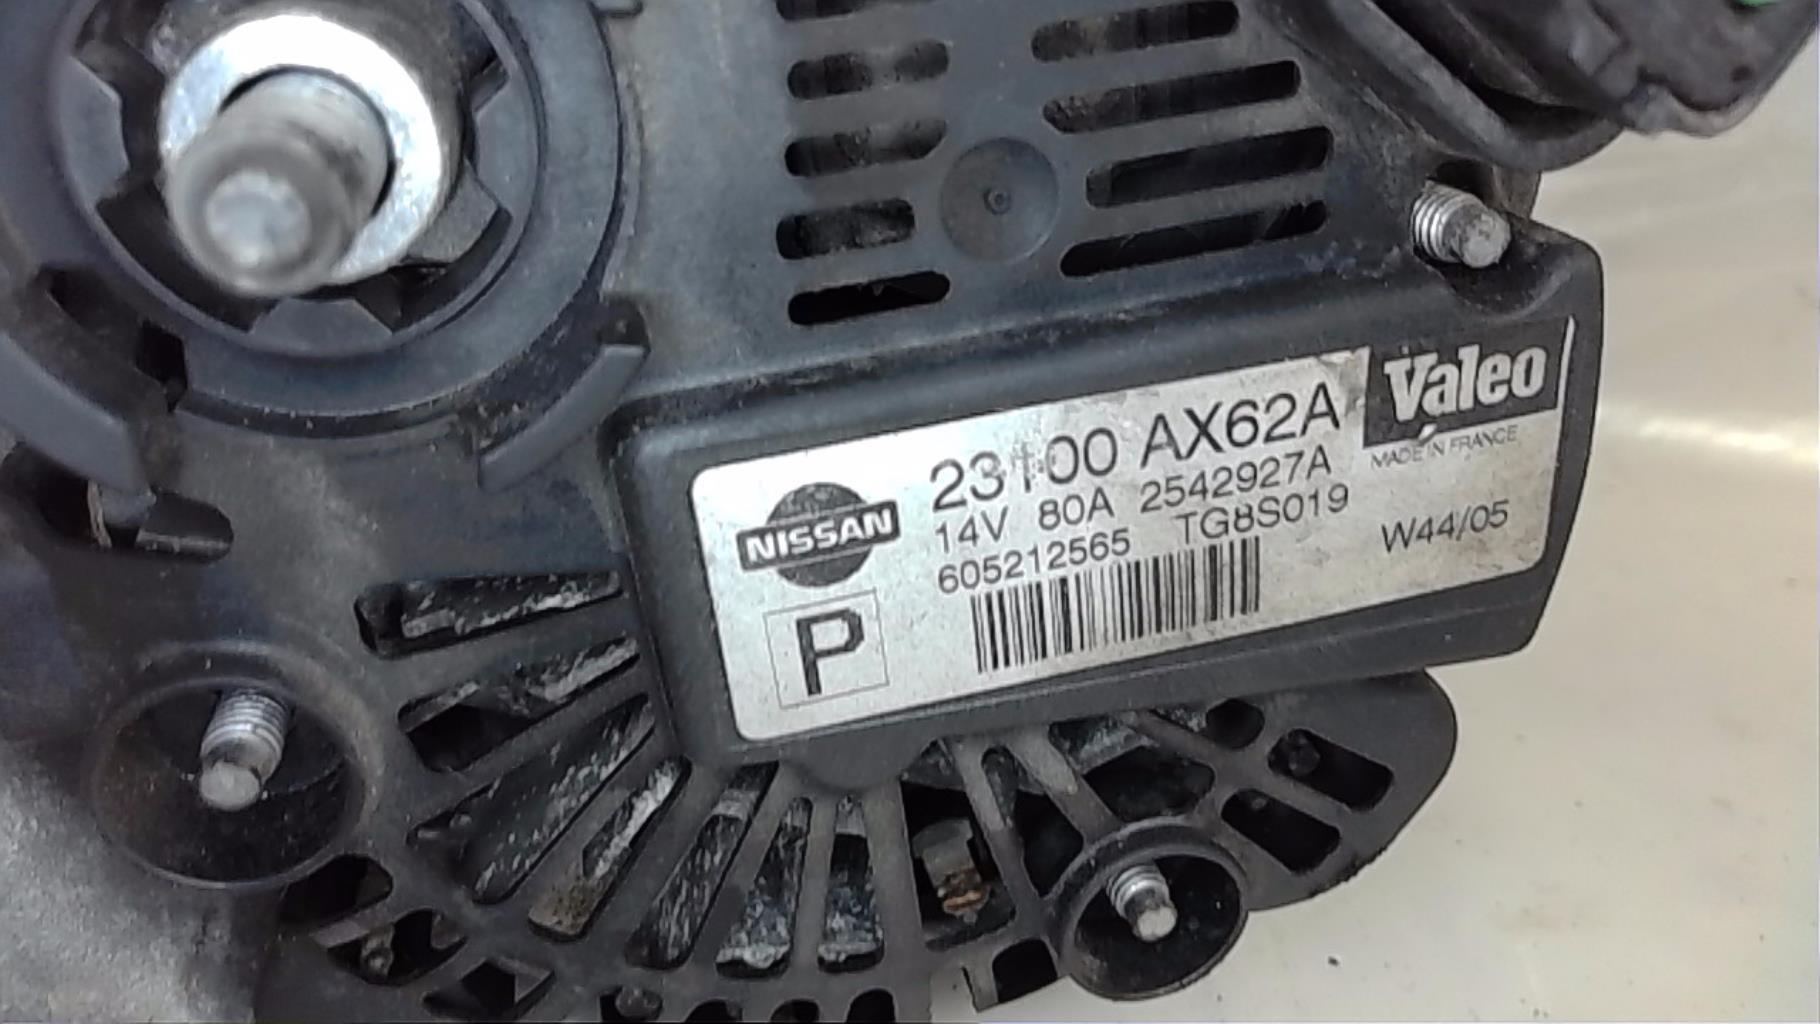 23100 AX62A
Valeo
MADE IN FRANCE
14V 80A 2542927A
NISSAN
605212565 TG8S019
W44/05
P